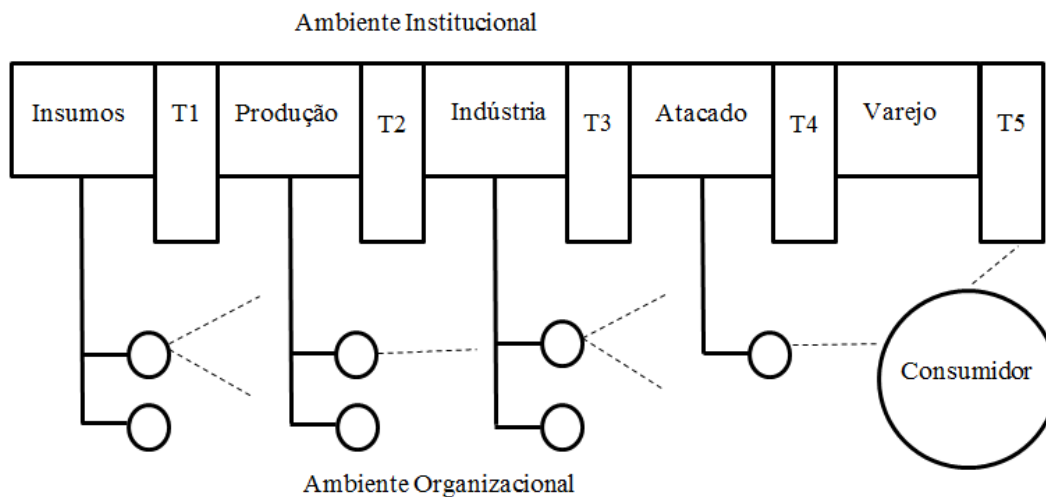 Ambiente Institucional
Insumos
T1
Produção
T2
Indústria
T3
Atacado
T4
Varejo
T5
Consumidor
Ambiente Organizacional